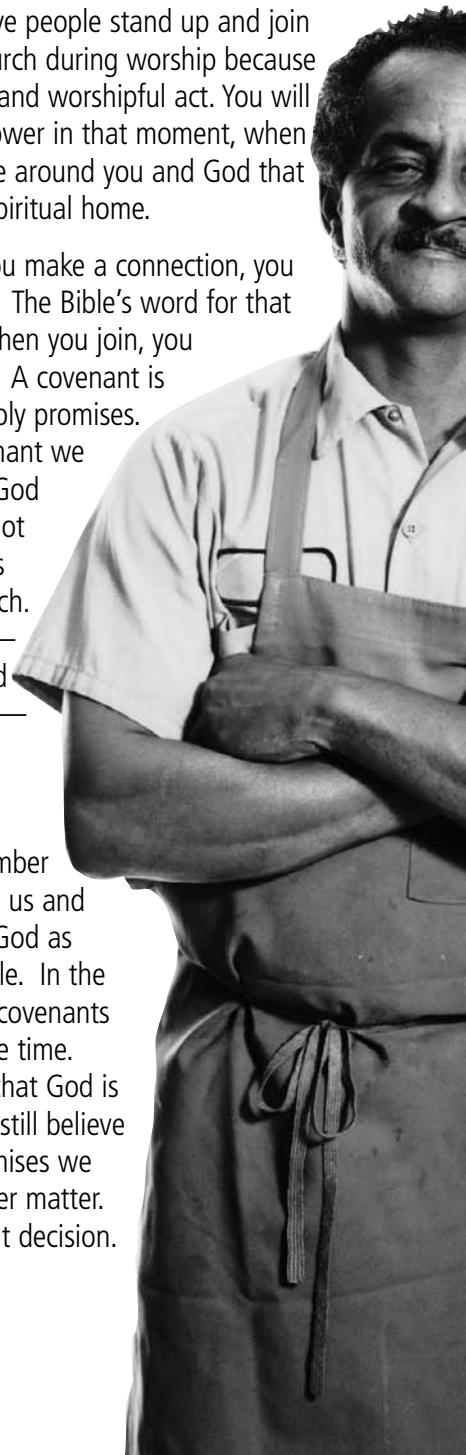 ve people stand up and join
urch during worship because
and worshipful act. You will
ower in that moment, when
e around you and God that
piritual home.
ou make a connection, you
The Bible's word for that
hen you join, you
A covenant is
ply promises.
nant we
God
ot
s
ch.
d
mber
us and
God as
le. In the
covenants
e time.
that God is
still believe
mises we
er matter.
t decision.